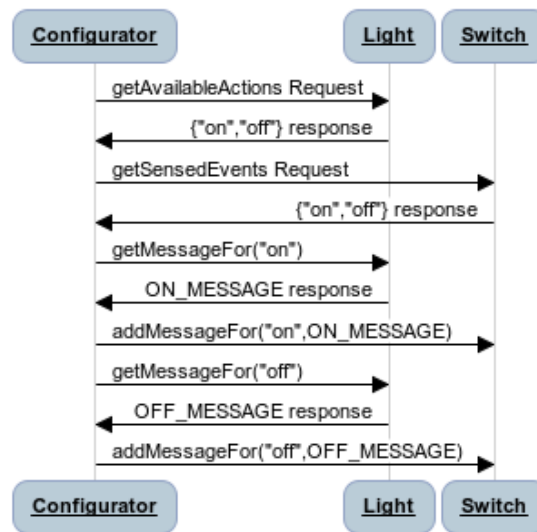 Configurator Light Switch
getAvailableActions Request
{"on","off"} response
getSensedEvents Request
{"on","off"} response
getMessageFor("on")
ON_MESSAGE response
addMessageFor("on",ON_MESSAGE)
getMessageFor("off")
OFF_MESSAGE response
addMessageFor("off",OFF_MESSAGE)
Configurator Light Switch